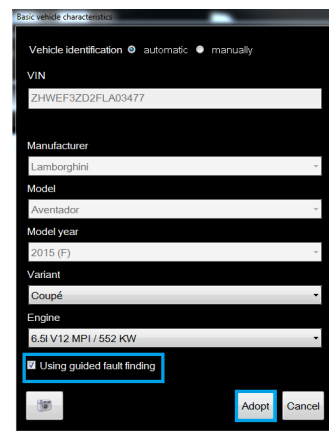 Basic vehicle characteristics
Vehicle identification automatic manually
VIN
ZHWEF3ZD2FLA03477
Manufacturer
Lamborghini
Model
Aventador
Model year
2015 (F)
Variant
Coupé
Engine
6.5l V12 MPI / 552 KW
Using guided fault finding
Adopt Cancel